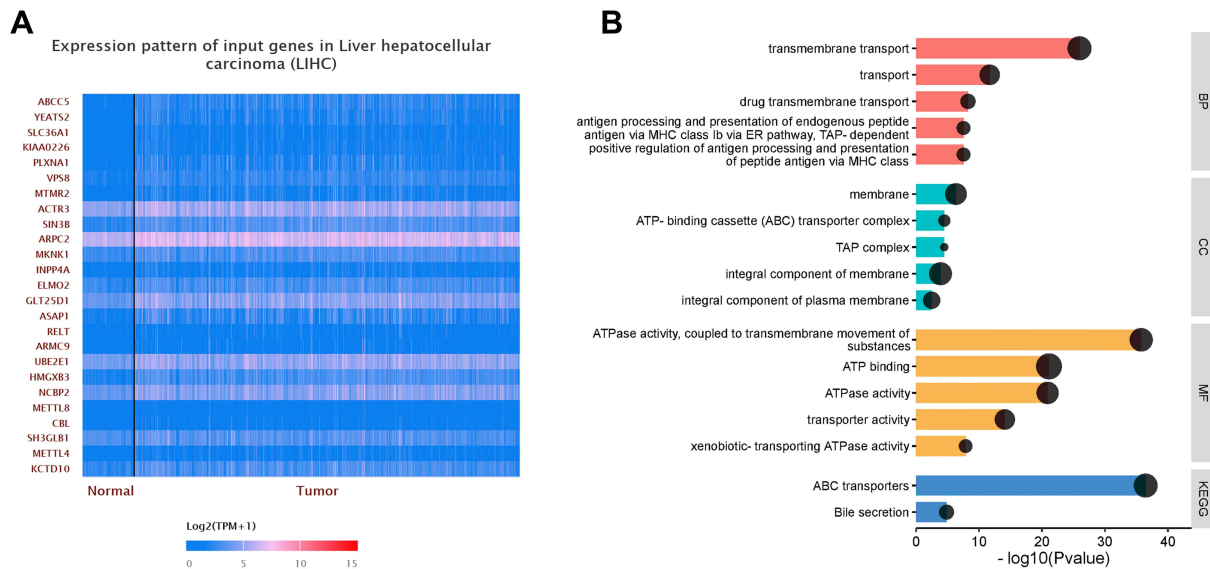 A
Expression pattern of input genes in Liver hepatocellular
carcinoma (LIHC)
ABCC5
YEATS2
SLC36A1
KIAA0226
PLXNA1
VPS8
MTMR2
ACTR3
SIN3B
ARPC2
MKNK1
INPP4A
ELMO2
GLT25D1
ASAP1
RELT
ARMC9
UBE2E1
HMGXB3
NCBP2
METTL8
CBL
SH3GLB1
METTL4
KCTD10
Normal
Tumor
Log2(TPM+1)
0 5 10 15
B
transmembrane transport
transport
drug transmembrane transport
antigen processing and presentation of endogenous peptide
antigen via MHC class Ib via ER pathway, TAP- dependent
positive regulation of antigen processing and presentation
of peptide antigen via MHC class
BP
membrane
ATP- binding cassette (ABC) transporter complex
TAP complex
integral component of membrane
integral component of plasma membrane
CC
ATPase activity, coupled to transmembrane movement of
substances
ATP binding
ATPase activity
transporter activity
xenobiotic- transporting ATPase activity
MF
ABC transporters
Bile secretion
KEGG
0 10 20 30 40
- log10(Pvalue)